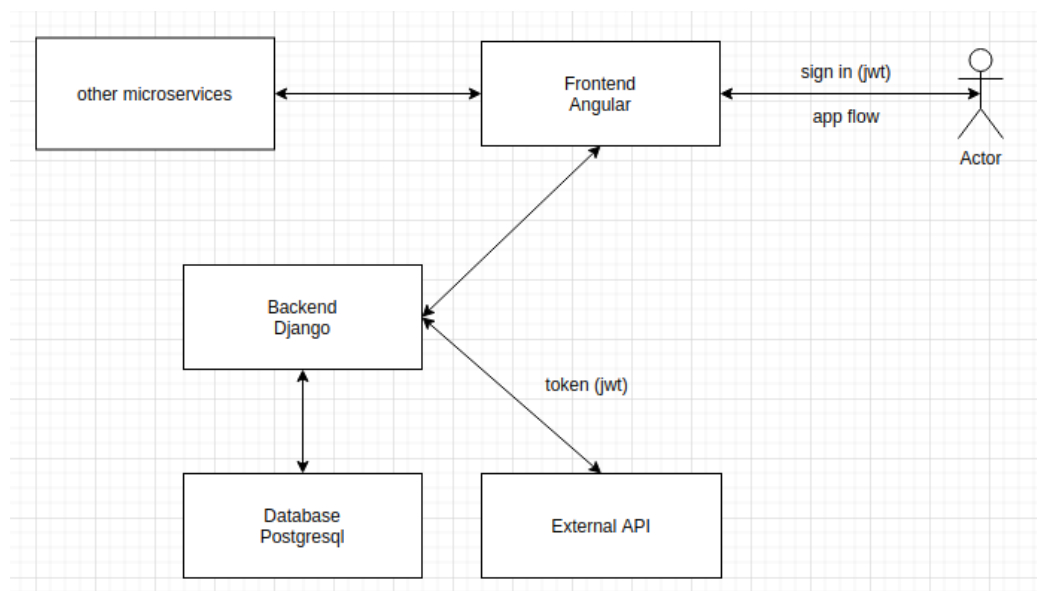 other microservices
Frontend
Angular
sign in (jwt)
app flow
Actor
Backend
Django
token (jwt)
Database
Postgresql
External API